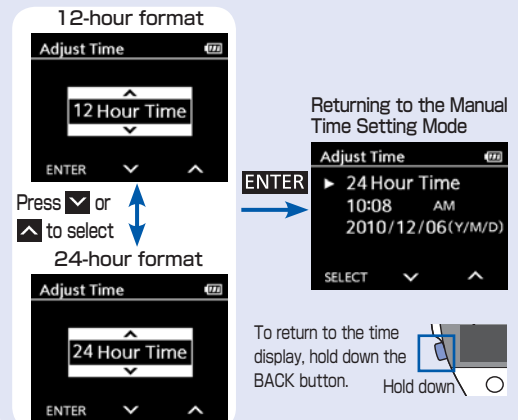 12-hour format
Adjust Time
12 Hour Time
ENTER
Press or
to select
24-hour format
Adjust Time
24 Hour Time
ENTER
ENTER
Returning to the Manual
Time Setting Mode
Adjust Time
24 Hour Time
10:08 AM
2010/12/06(Y/M/D)
SELECT
To return to the time
display, hold down the
BACK button.
Hold down